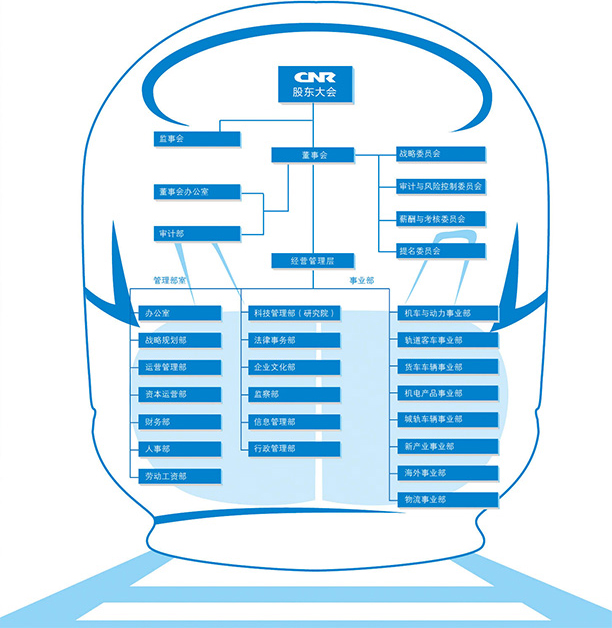 CNR
股东大会
监事会
董事会
战略委员会
董事会办公室
审计与风险控制委员会
审计部
薪酬与考核委员会
提名委员会
经营管理层
管理部室
事业部
办公室
战略规划部
运营管理部
资本运营部
财务部
人事部
劳动工资部
科技管理部（研究院）
法律事务部
企业文化部
监察部
信息管理部
行政管理部
机车与动力事业部
轨道客车事业部
货车车辆事业部
机电产品事业部
城轨车辆事业部
新产业事业部
海外事业部
物流事业部